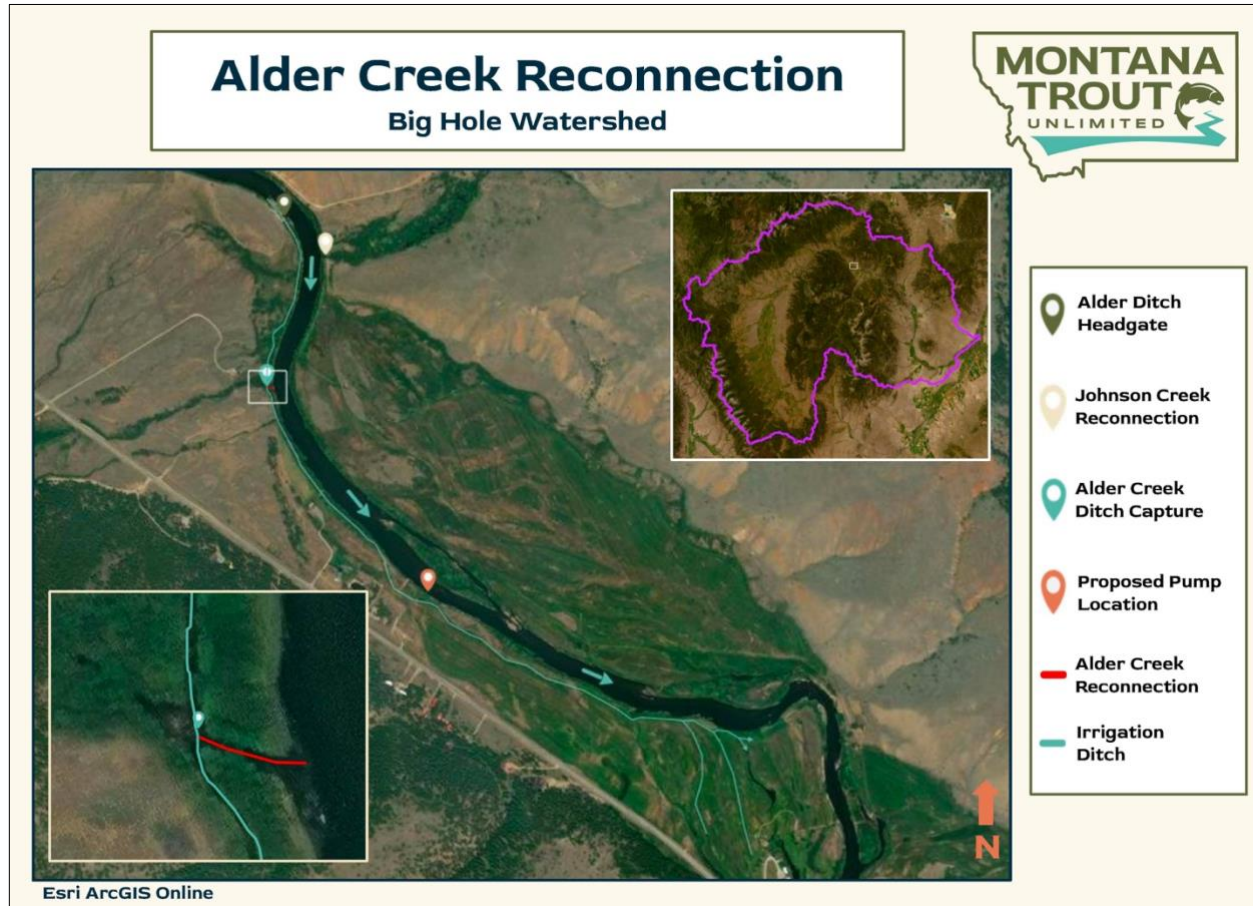 Alder Creek Reconnection
Big Hole Watershed
MONTANA
TROUT
UNLIMITED
Alder Ditch
Headgate
Johnson Creek
Reconnection
Alder Creek
Ditch Capture
Proposed Pump
Location
Alder Creek
Reconnection
Irrigation
Ditch
N
Esri ArcGIS Online